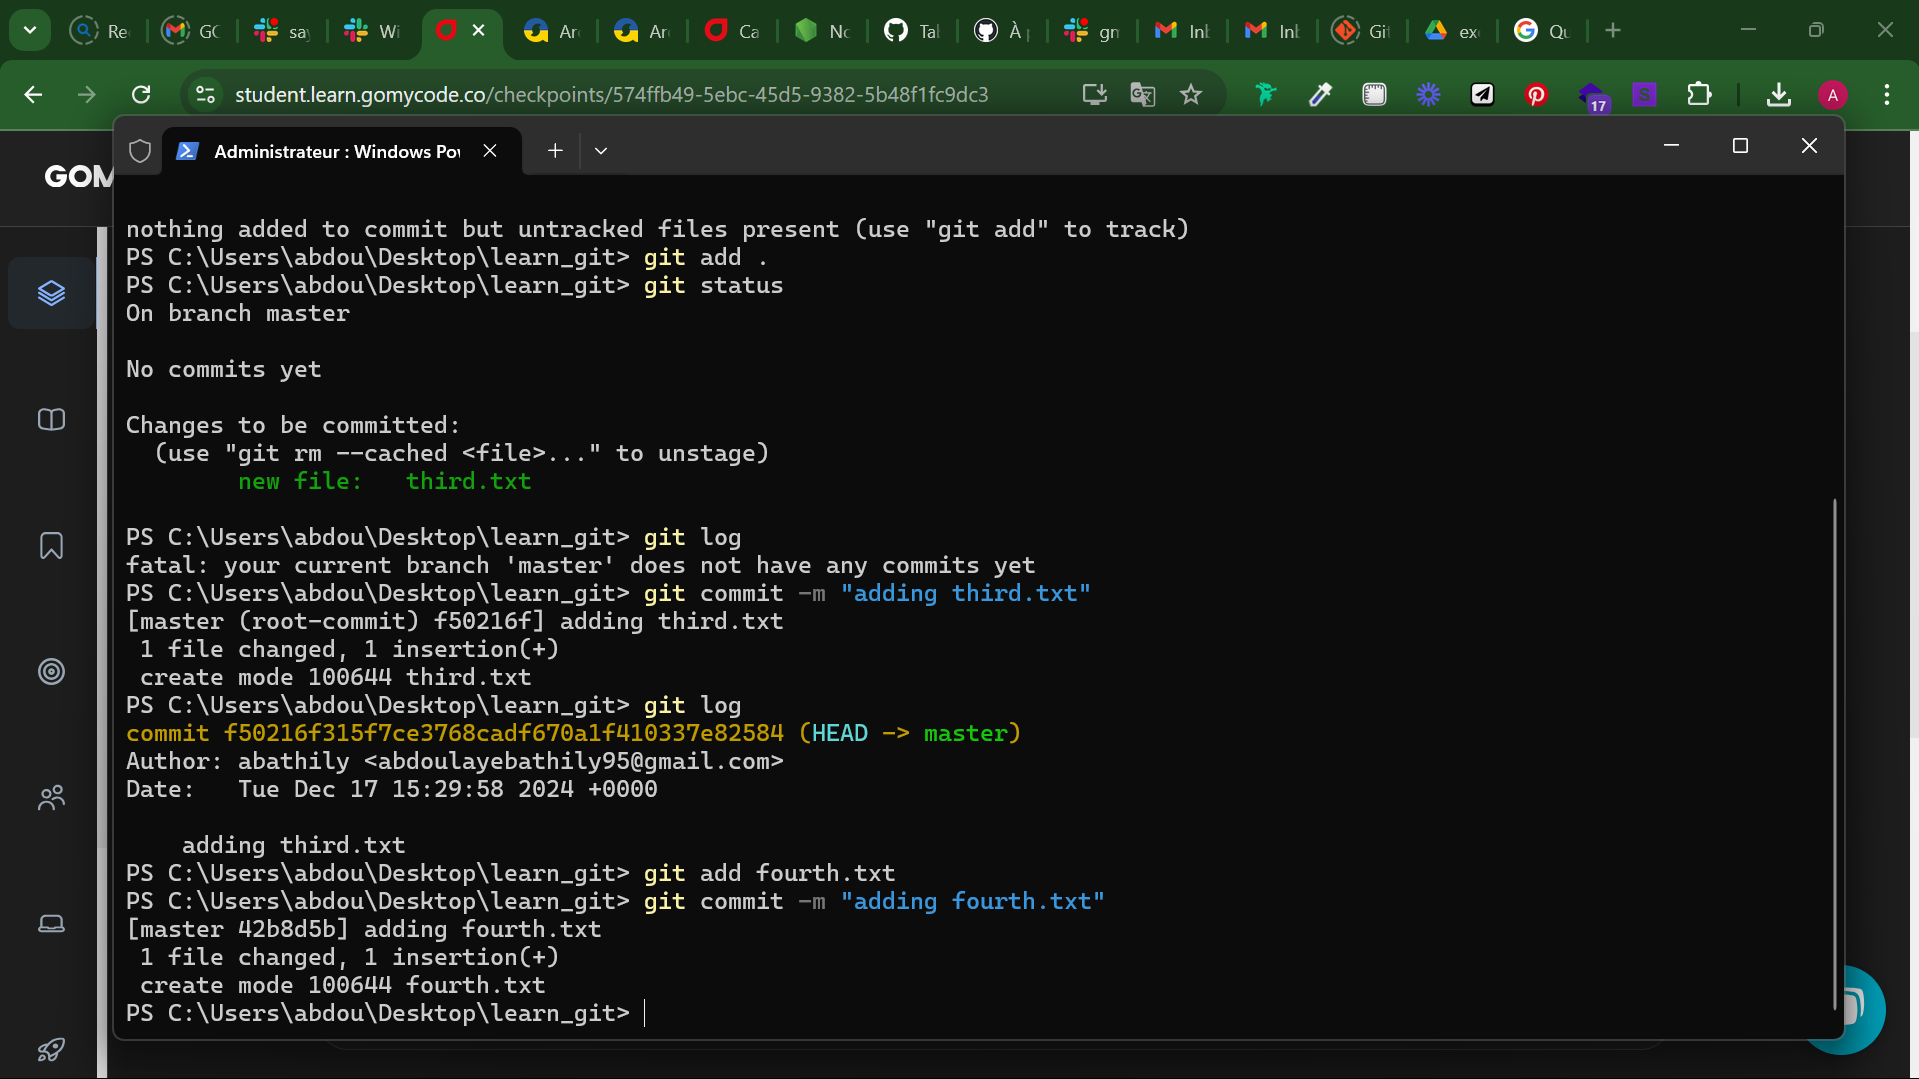 Re
GC
sa
Wi
Ar
Ar
Ca
Nc
Tal
À
gn
Inl
Inl
Git
ex
Qu
student.learn.gomycode.co/checkpoints/574ffb49-5ebc-45d5-9382-5b48f1fc9dc3
17
S
A
GOM
Administrateur : Windows Po
nothing added to commit but untracked files present (use "git add" to track)
PS C:\Users\abdou\Desktop\learn_git> git add .
PS C:\Users\abdou\Desktop\learn_git> git status
On branch master
No commits yet
Changes to be committed:
(use "git rm --cached <file>..." to unstage)
new file:   third.txt
PS C:\Users\abdou\Desktop\learn_git> git log
fatal: your current branch 'master' does not have any commits yet
PS C:\Users\abdou\Desktop\learn_git> git commit -m "adding third.txt"
[master (root-commit) f50216f] adding third.txt
1 file changed, 1 insertion(+)
create mode 100644 third.txt
PS C:\Users\abdou\Desktop\learn_git> git log
commit f50216f315f7ce3768cadf670a1f410337e82584 (HEAD -> master)
Author: abathily <abdoulayebathily95@gmail.com>
Date:   Tue Dec 17 15:29:58 2024 +0000
adding third.txt
PS C:\Users\abdou\Desktop\learn_git> git add fourth.txt
PS C:\Users\abdou\Desktop\learn_git> git commit -m "adding fourth.txt"
[master 42b8d5b] adding fourth.txt
1 file changed, 1 insertion(+)
create mode 100644 fourth.txt
PS C:\Users\abdou\Desktop\learn_git>